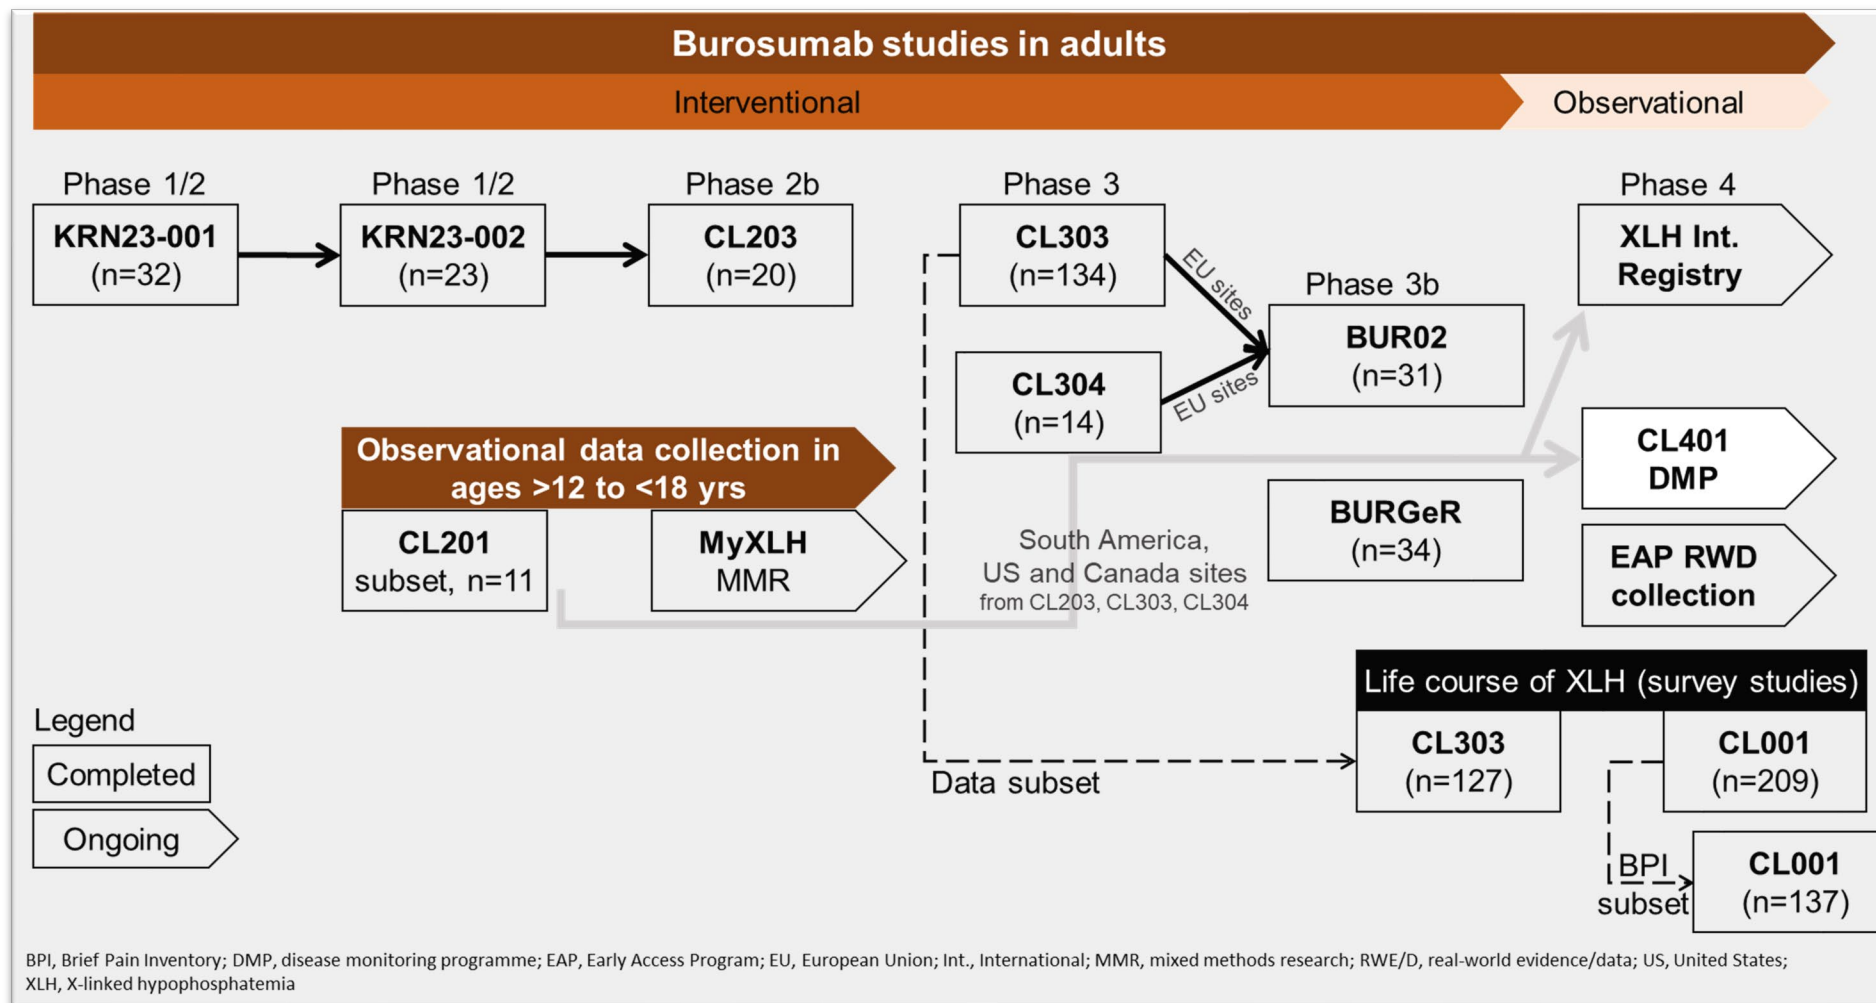 Burosumab studies in adults
Interventional
Observational
Phase 1/2
KRN23-001
(n=32)
Phase 1/2
KRN23-002
(n=23)
Phase 2b
CL203
(n=20)
Phase 3
CL303
(n=134)
EU sites
CL304
(n=14)
EU sites
Phase 3b
BUR02
(n=31)
BURGeR
(n=34)
Phase 4
XLH Int.
Registry
CL401
DMP
EAP RWD
collection
Observational data collection in
ages >12 to <18 yrs
CL201
subset, n=11
MyXLH
MMR
South America,
US and Canada sites
from CL203, CL303, CL304
Data subset
Life course of XLH (survey studies)
CL303
(n=127)
CL001
(n=209)
BPI
subset
CL001
(n=137)
Legend
Completed
Ongoing
BPI, Brief Pain Inventory; DMP, disease monitoring programme; EAP, Early Access Program; EU, European Union; Int., International; MMR, mixed methods research; RWE/D, real-world evidence/data; US, United States;
XLH, X-linked hypophosphatemia